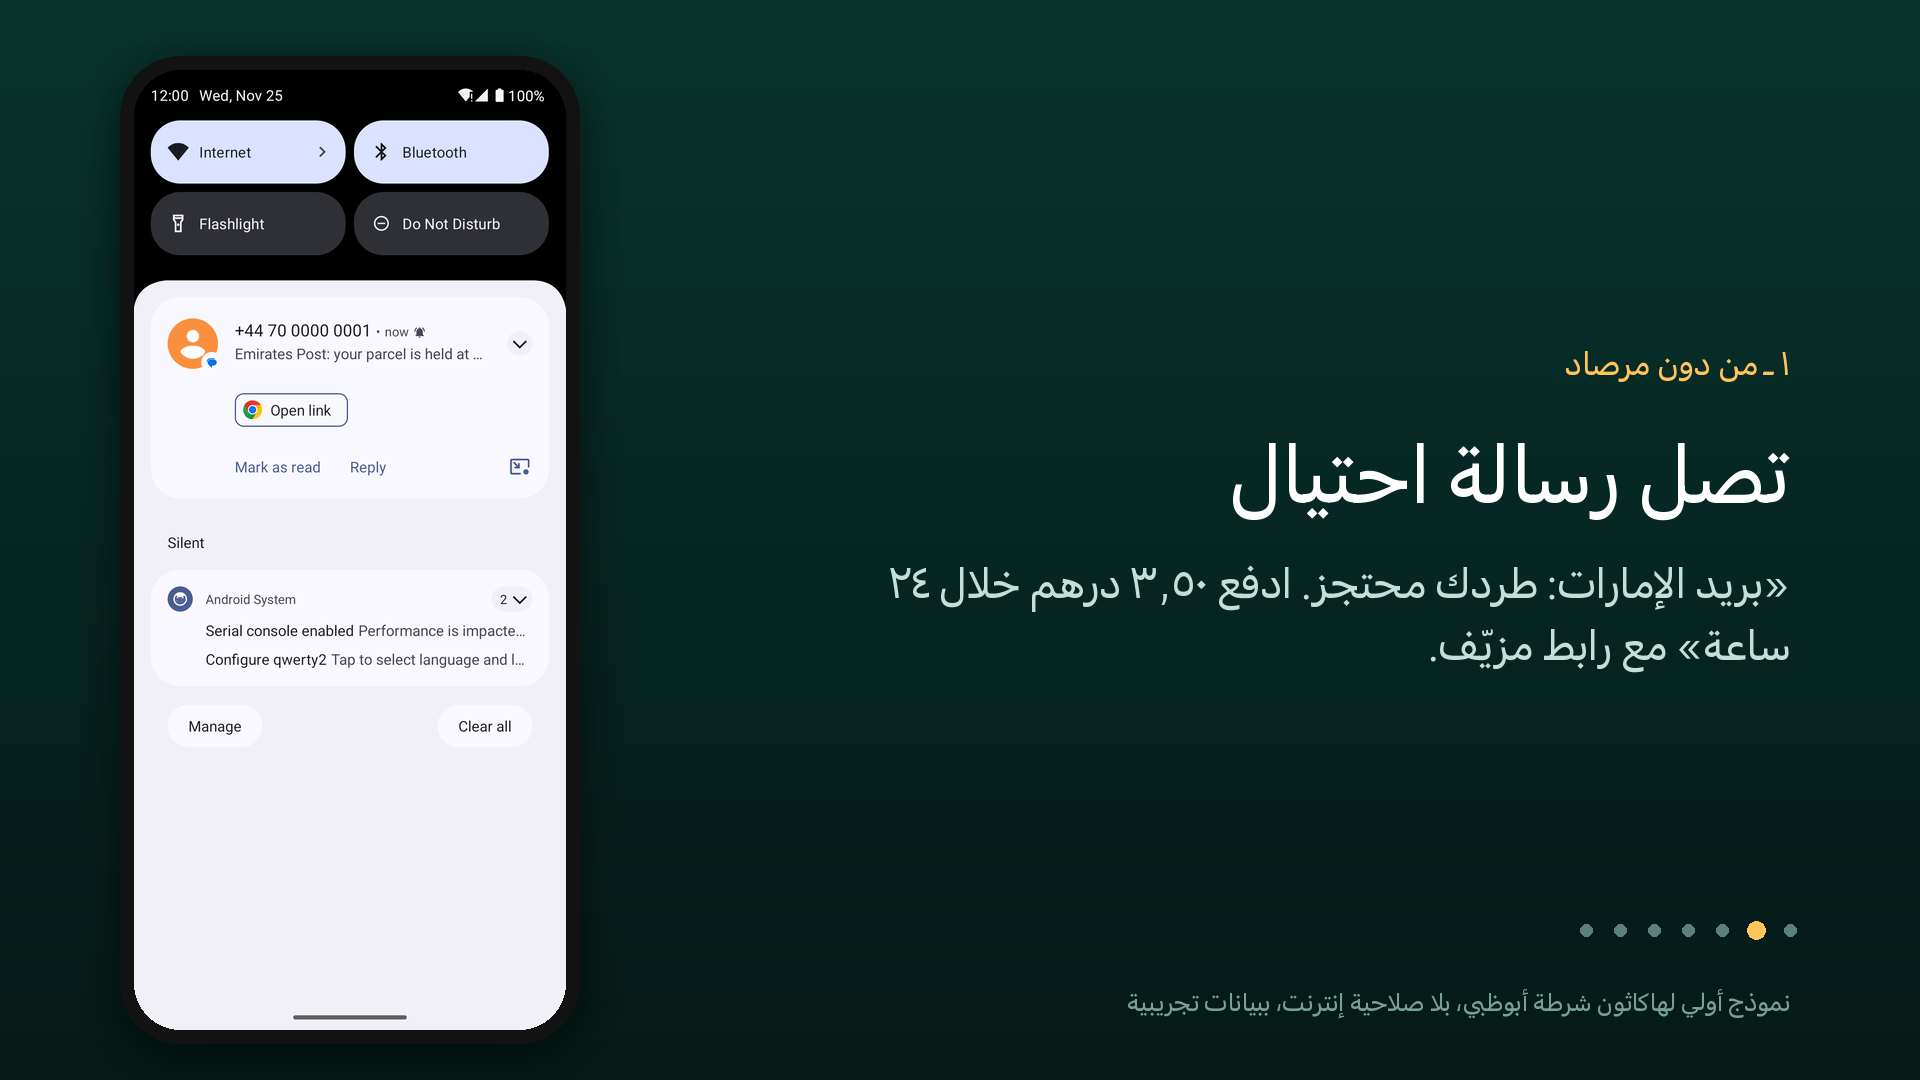 12:00 Wed, Nov 25 100%
Internet
Bluetooth
Flashlight
Do Not Disturb
+44 70 0000 0001 • now
Emirates Post: your parcel is held at ...
Open link
Mark as read Reply
Silent
Android System 2
Serial console enabled Performance is impacte...
Configure qwerty2 Tap to select language and l...
Manage
Clear all
١ ـ من دون مرصاد
تصل رسالة احتيال
«بريد الإمارات: طردك محتجز. ادفع ٣,٥٠ درهم خلال ٢٤
ساعة» مع رابط مزيّف.
نموذج أولي لهاكاثون شرطة أبوظبي، بلا صلاحية إنترنت، ببيانات تجريبية